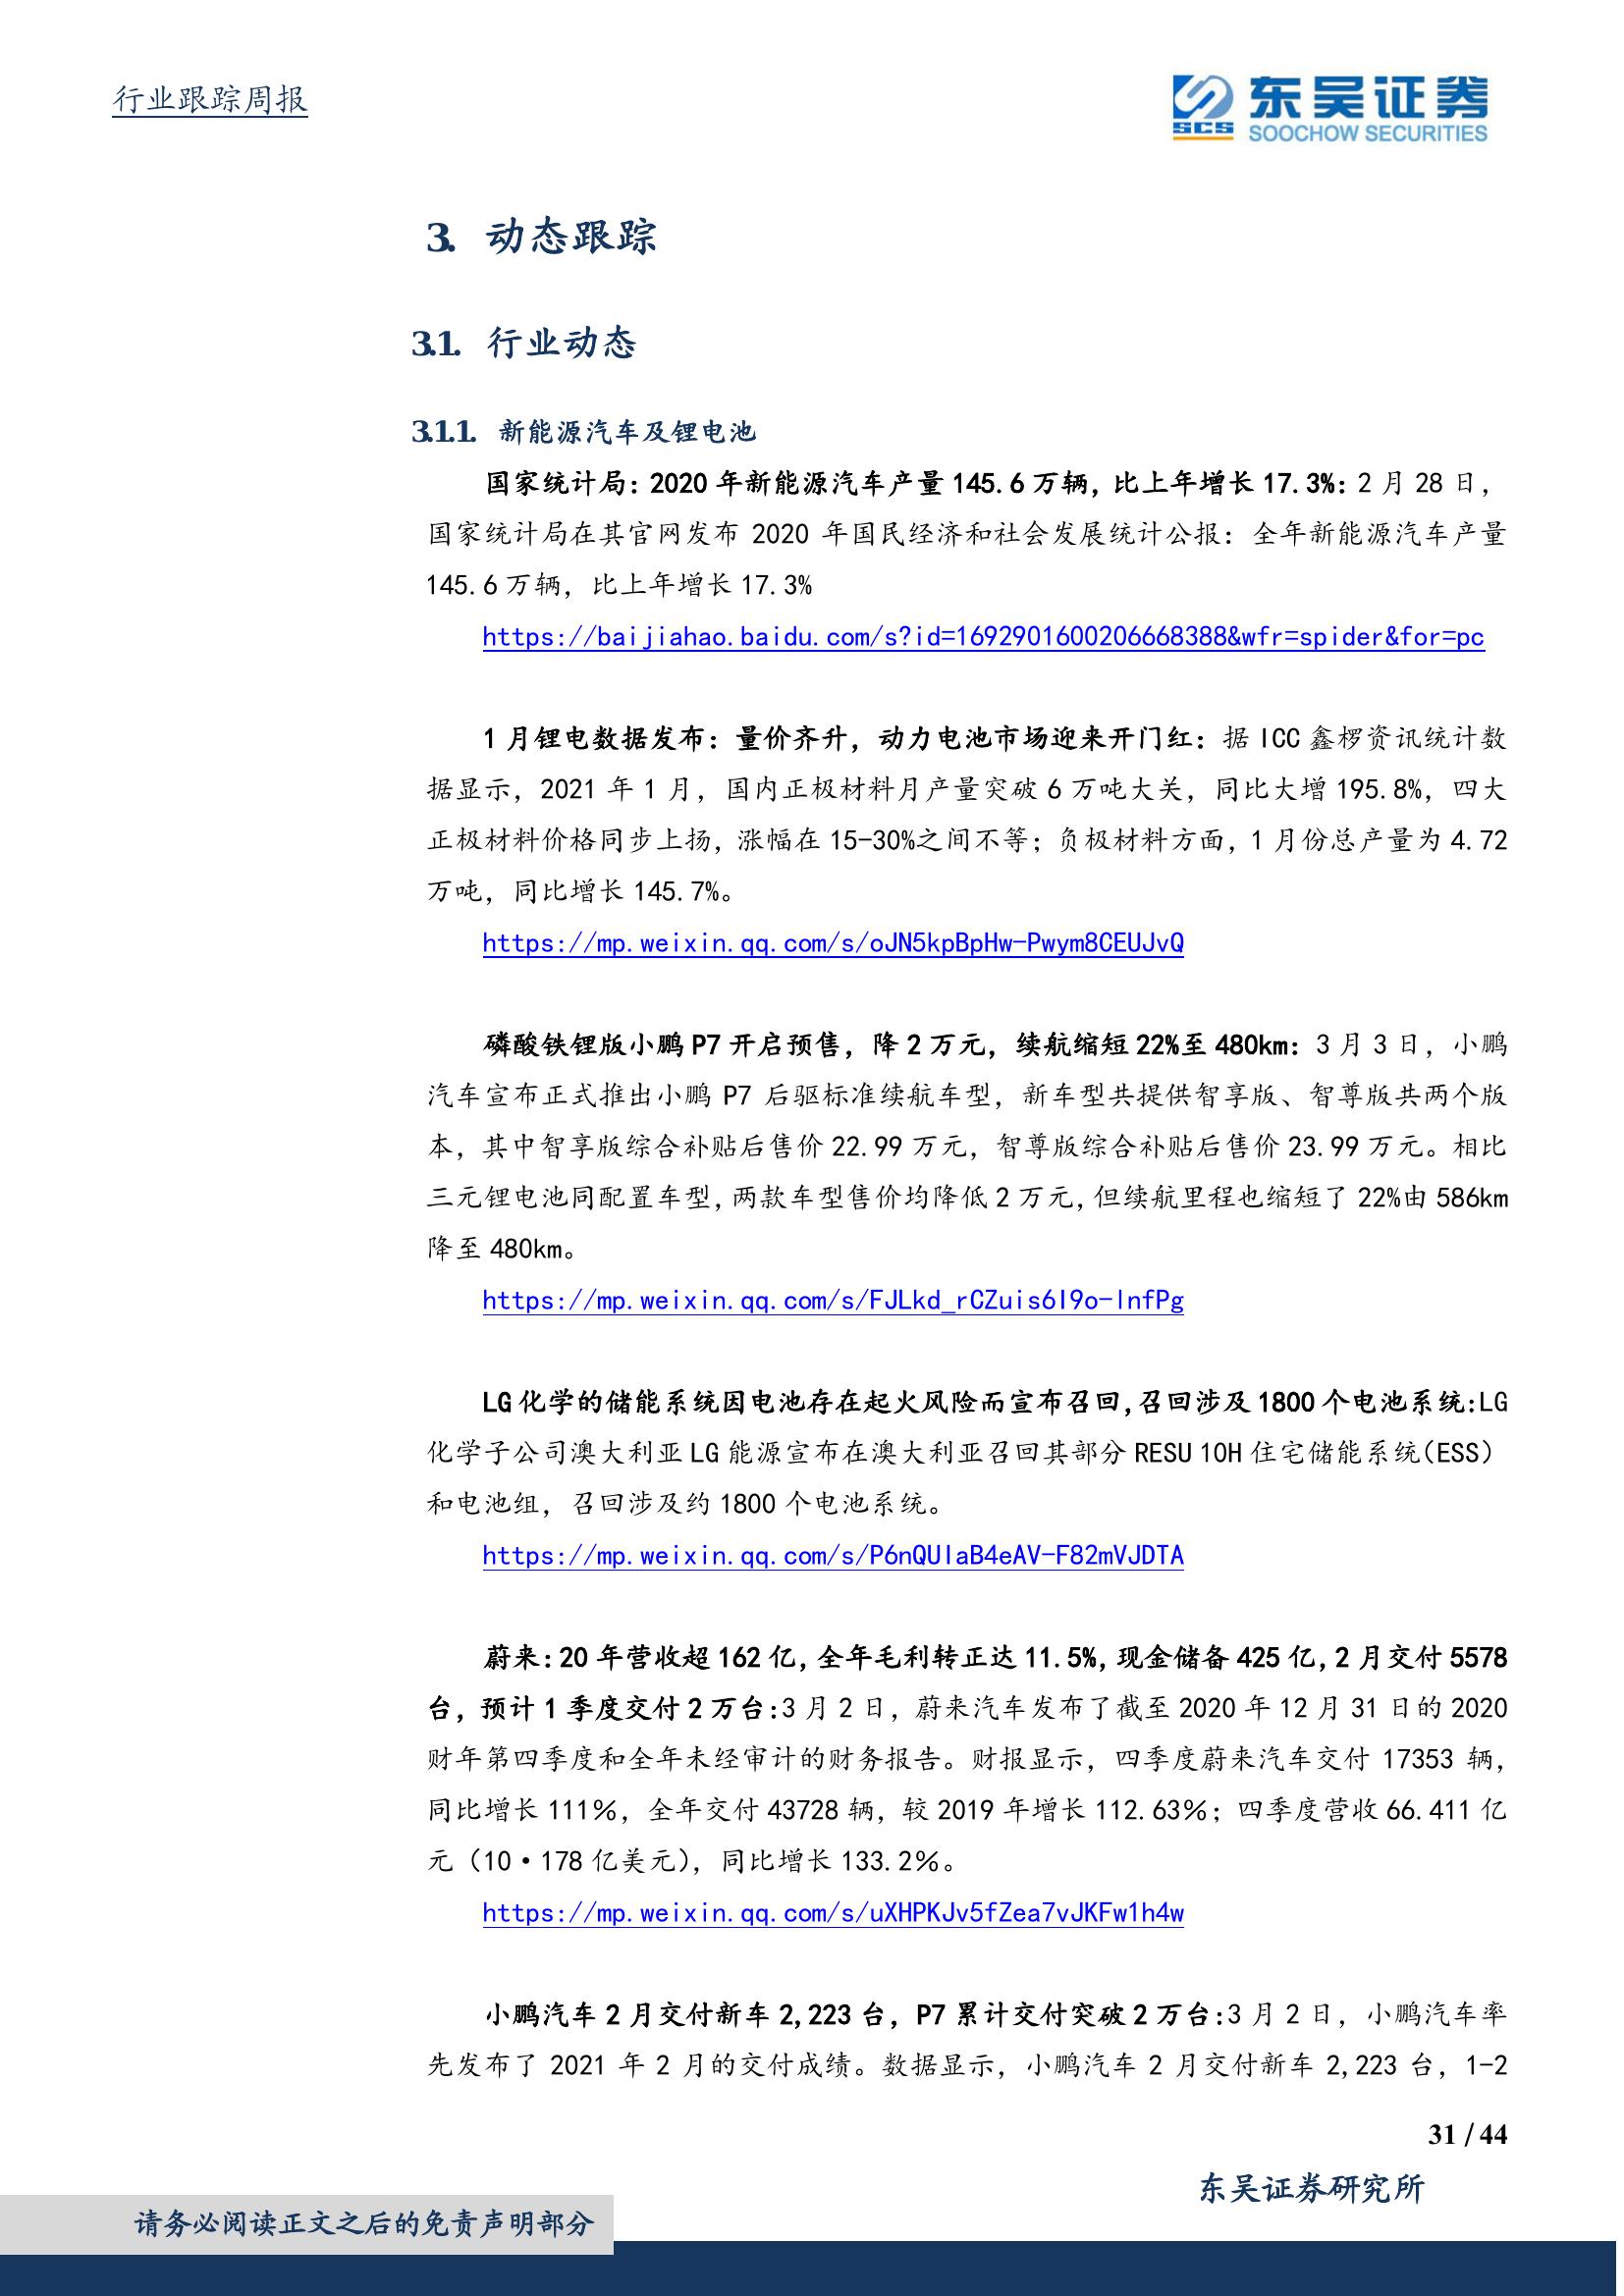 行业跟踪周报
SCS 东吴证券
SOOCHOW SECURITIES
3. 动态跟踪
3.1. 行业动态
3.1.1. 新能源汽车及锂电池
国家统计局：2020 年新能源汽车产量 145.6 万辆，比上年增长 17.3%：2 月 28 日，
国家统计局在其官网发布 2020 年国民经济和社会发展统计公报：全年新能源汽车产量
145.6 万辆，比上年增长 17.3%
https://baijiahao.baidu.com/s?id=1692901600206668388&wfr=spider&for=pc
1 月锂电数据发布：量价齐升，动力电池市场迎来开门红：据 ICC 鑫椤资讯统计数
据显示，2021 年 1 月，国内正极材料月产量突破 6 万吨大关，同比大增 195.8%，四大
正极材料价格同步上扬，涨幅在 15-30%之间不等；负极材料方面，1 月份总产量为 4.72
万吨，同比增长 145.7%。
https://mp.weixin.qq.com/s/oJN5kpBpHw-Pwym8CEUJvQ
磷酸铁锂版小鹏 P7 开启预售，降 2 万元，续航缩短 22%至 480km：3 月 3 日，小鹏
汽车宣布正式推出小鹏 P7 后驱标准续航车型，新车型共提供智享版、智尊版共两个版
本，其中智享版综合补贴后售价 22.99 万元，智尊版综合补贴后售价 23.99 万元。相比
三元锂电池同配置车型，两款车型售价均降低 2 万元，但续航里程也缩短了 22%由 586km
降至 480km。
https://mp.weixin.qq.com/s/FJLkd_rCZuis6I9o-lnfPg
LG 化学的储能系统因电池存在起火风险而宣布召回，召回涉及 1800 个电池系统：LG
化学子公司澳大利亚 LG 能源宣布在澳大利亚召回其部分 RESU 10H 住宅储能系统（ESS）
和电池组，召回涉及约 1800 个电池系统。
https://mp.weixin.qq.com/s/P6nQUIaB4eAV-F82mVJDTA
蔚来：20 年营收超 162 亿，全年毛利转正达 11.5%，现金储备 425 亿，2 月交付 5578
台，预计 1 季度交付 2 万台：3 月 2 日，蔚来汽车发布了截至 2020 年 12 月 31 日的 2020
财年第四季度和全年未经审计的财务报告。财报显示，四季度蔚来汽车交付 17353 辆，
同比增长 111％，全年交付 43728 辆，较 2019 年增长 112.63％；四季度营收 66.411 亿
元（10·178 亿美元），同比增长 133.2％。
https://mp.weixin.qq.com/s/uXHPKJv5fZea7vJKFw1h4w
小鹏汽车 2 月交付新车 2,223 台，P7 累计交付突破 2 万台：3 月 2 日，小鹏汽车率
先发布了 2021 年 2 月的交付成绩。数据显示，小鹏汽车 2 月交付新车 2,223 台，1-2
31 / 44
东吴证券研究所
请务必阅读正文之后的免责声明部分